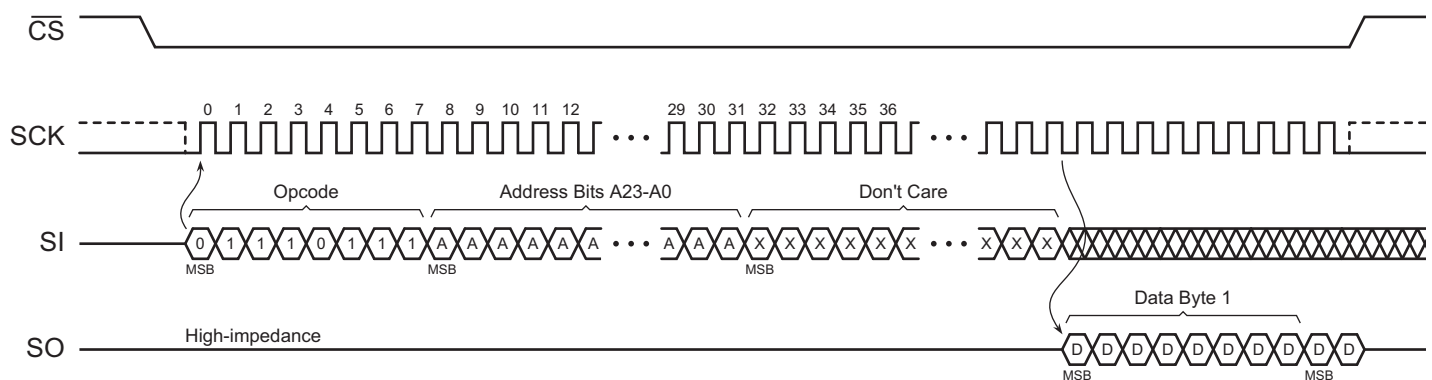 CS
0 1 2 3 4 5 6 7 8 9 10 11 12 29 30 31 32 33 34 35 36
SCK
Opcode Address Bits A23-A0 Don't Care
SI 0 1 1 1 0 1 1 1 A A A A A A A A A X X X X X X X X X
MSB MSB MSB
Data Byte 1
High-impedance
SO D D D D D D D D D D
MSB MSB